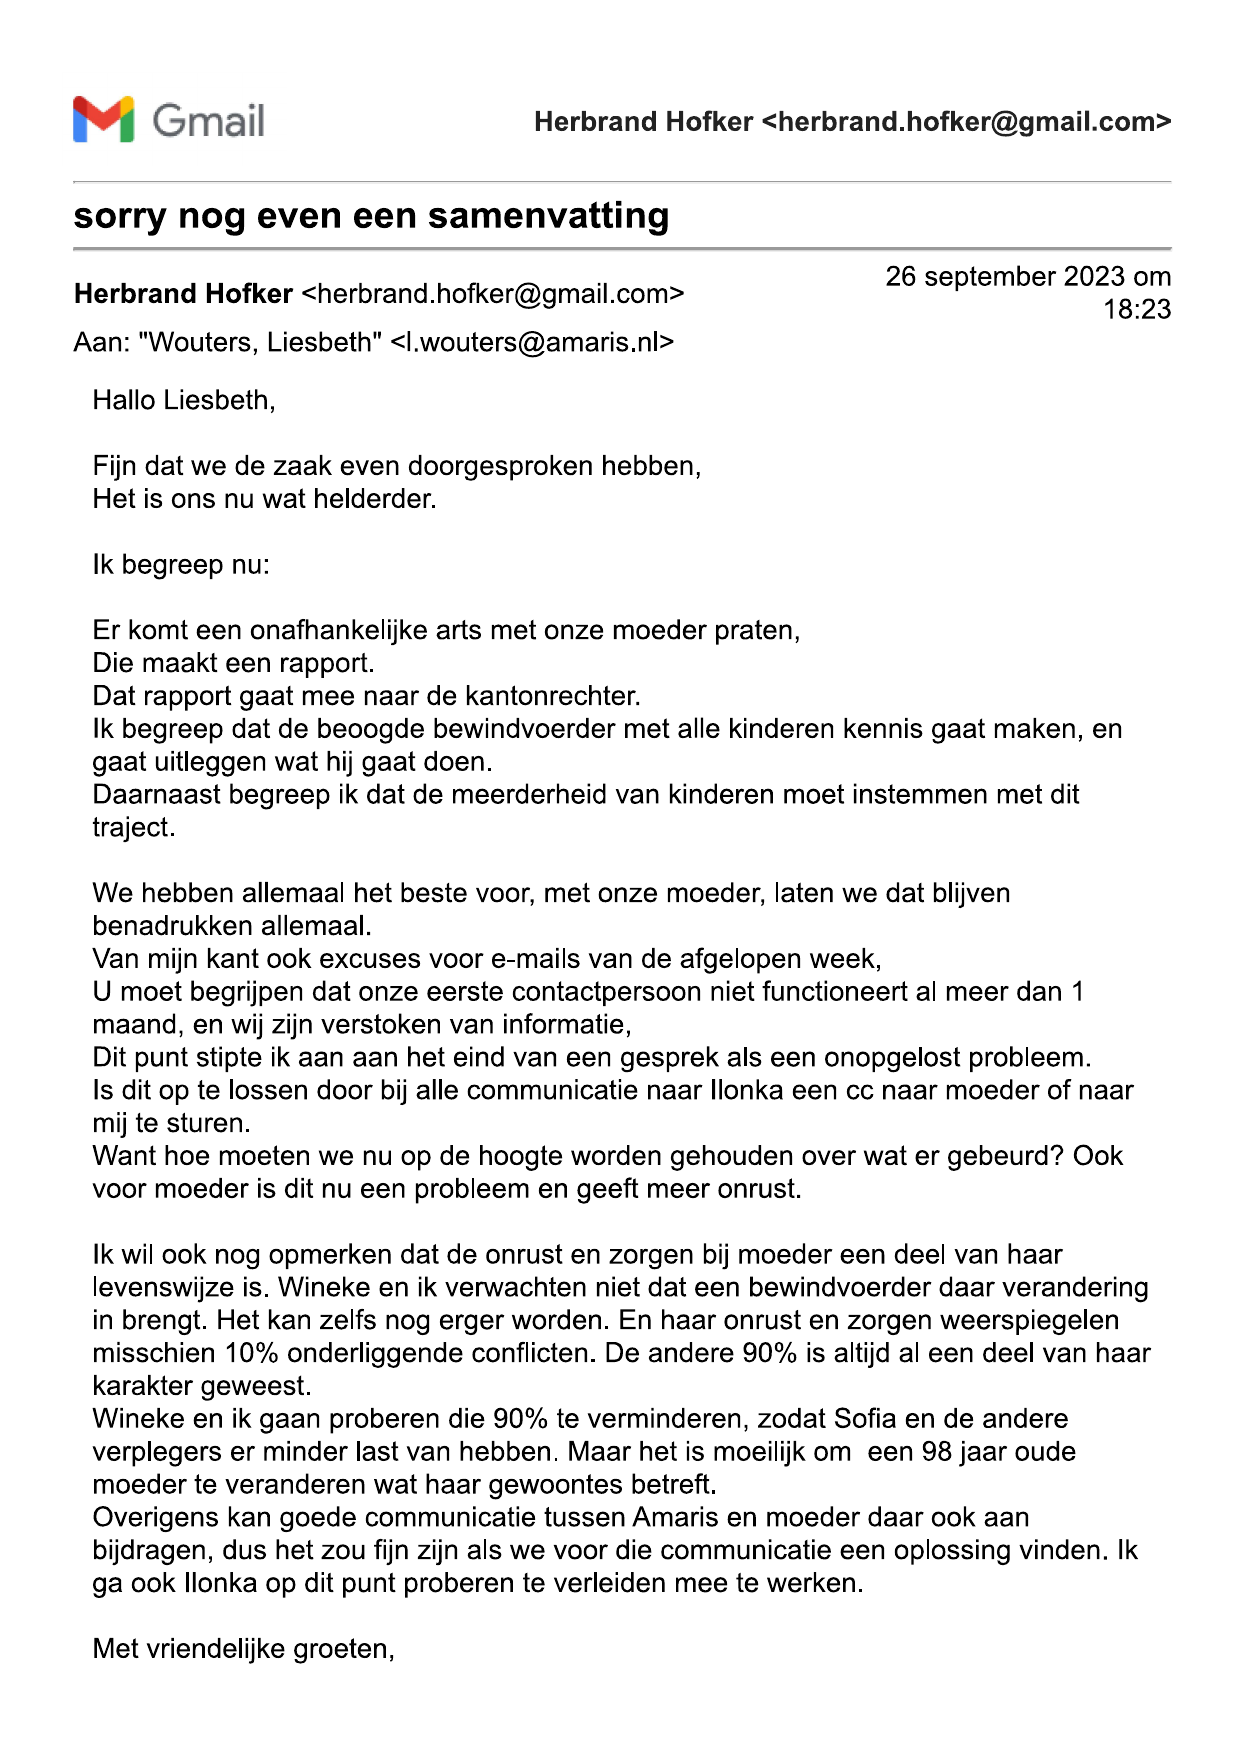 Gmail
Herbrand Hofker <herbrand.hofker@gmail.com>
sorry nog even een samenvatting
Herbrand Hofker <herbrand.hofker@gmail.com>
26 september 2023 om
18:23
Aan: "Wouters, Liesbeth" <l.wouters@amaris.nl>
Hallo Liesbeth,
Fijn dat we de zaak even doorgesproken hebben,
Het is ons nu wat helderder.
Ik begreep nu:
Er komt een onafhankelijke arts met onze moeder praten,
Die maakt een rapport.
Dat rapport gaat mee naar de kantonrechter.
Ik begreep dat de beoogde bewindvoerder met alle kinderen kennis gaat maken, en
gaat uitleggen wat hij gaat doen.
Daarnaast begreep ik dat de meerderheid van kinderen moet instemmen met dit
traject.
We hebben allemaal het beste voor, met onze moeder, laten we dat blijven
benadrukken allemaal.
Van mijn kant ook excuses voor e-mails van de afgelopen week,
U moet begrijpen dat onze eerste contactpersoon niet functioneert al meer dan 1
maand, en wij zijn verstoken van informatie,
Dit punt stipte ik aan aan het eind van een gesprek als een onopgelost probleem.
Is dit op te lossen door bij alle communicatie naar Ilonka een cc naar moeder of naar
mij te sturen.
Want hoe moeten we nu op de hoogte worden gehouden over wat er gebeurd? Ook
voor moeder is dit nu een probleem en geeft meer onrust.
Ik wil ook nog opmerken dat de onrust en zorgen bij moeder een deel van haar
levenswijze is. Wineke en ik verwachten niet dat een bewindvoerder daar verandering
in brengt. Het kan zelfs nog erger worden. En haar onrust en zorgen weerspiegelen
misschien 10% onderliggende conflicten. De andere 90% is altijd al een deel van haar
karakter geweest.
Wineke en ik gaan proberen die 90% te verminderen, zodat Sofia en de andere
verplegers er minder last van hebben. Maar het is moeilijk om  een 98 jaar oude
moeder te veranderen wat haar gewoontes betreft.
Overigens kan goede communicatie tussen Amaris en moeder daar ook aan
bijdragen, dus het zou fijn zijn als we voor die communicatie een oplossing vinden. Ik
ga ook Ilonka op dit punt proberen te verleiden mee te werken.
Met vriendelijke groeten,